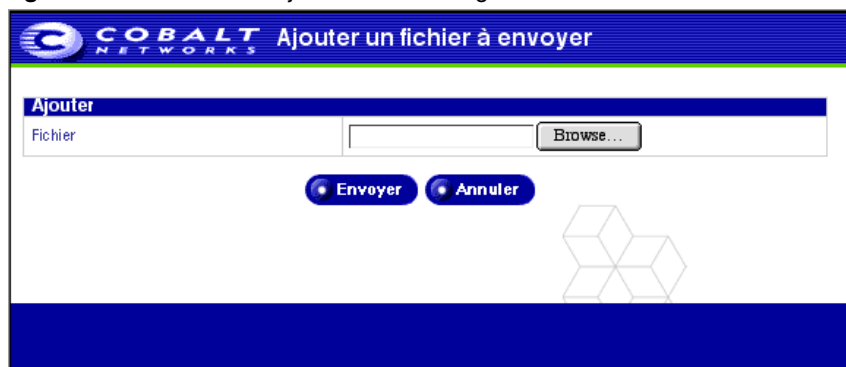 COBALT NETWORKS Ajouter un fichier à envoyer
Ajouter
Fichier Browse...
Envoyer Annuler